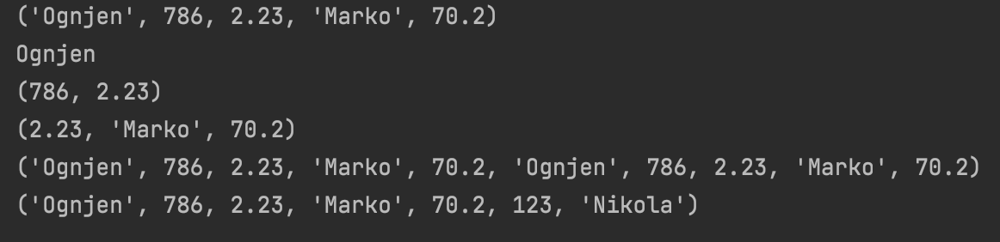 ('Ognjen', 786, 2.23, 'Marko', 70.2)
Ognjen
(786, 2.23)
(2.23, 'Marko', 70.2)
('Ognjen', 786, 2.23, 'Marko', 70.2, 'Ognjen', 786, 2.23, 'Marko', 70.2)
('Ognjen', 786, 2.23, 'Marko', 70.2, 123, 'Nikola')